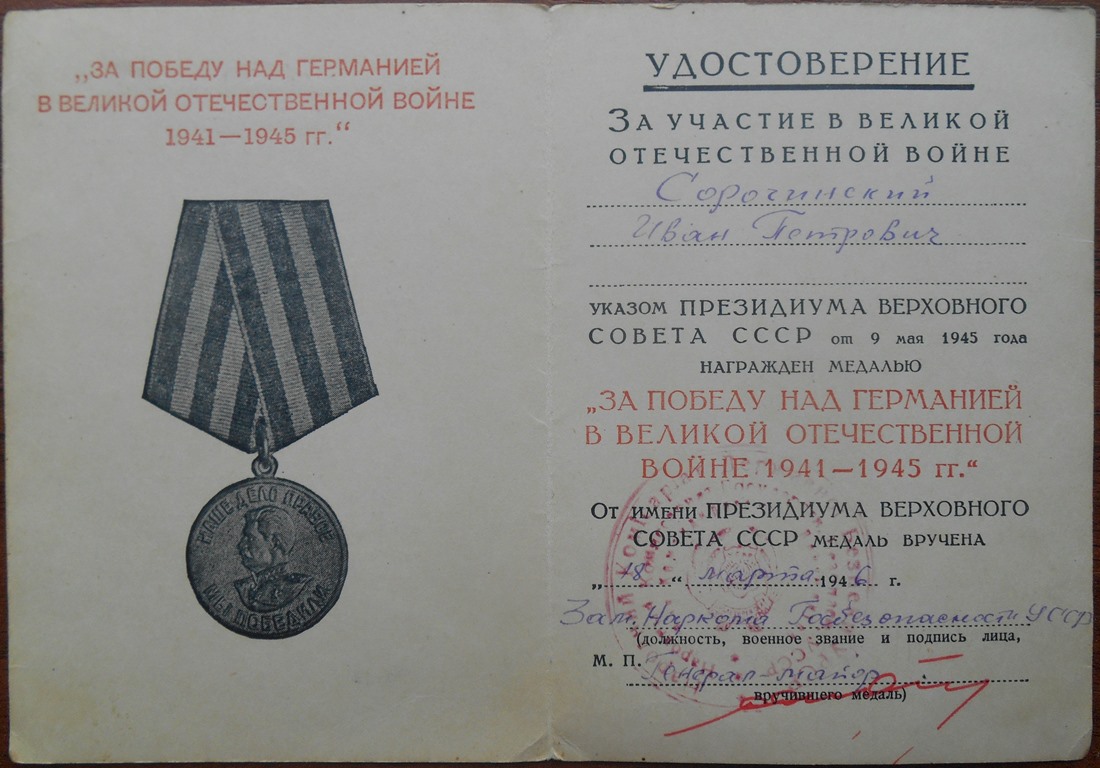 „ЗА ПОБЕДУ НАД ГЕРМАНИЕЙ
В ВЕЛИКОЙ ОТЕЧЕСТВЕННОЙ ВОЙНЕ
1941—1945 гг.“
НАШЕ ДЕЛО ПРАВОЕ
МЫ ПОБЕДИЛИ
УДОСТОВЕРЕНИЕ
ЗА УЧАСТИЕ В ВЕЛИКОЙ
ОТЕЧЕСТВЕННОЙ ВОЙНЕ
Сорочинский
Иван Петрович
УКАЗОМ ПРЕЗИДИУМА ВЕРХОВНОГО
СОВЕТА СССР от 9 мая 1945 года
НАГРАЖДЕН МЕДАЛЬЮ
„ЗА ПОБЕДУ НАД ГЕРМАНИЕЙ
В ВЕЛИКОЙ ОТЕЧЕСТВЕННОЙ
ВОЙНЕ 1941—1945 гг.“
ОТ ИМЕНИ ПРЕЗИДИУМА ВЕРХОВНОГО
СОВЕТА СССР МЕДАЛЬ ВРУЧЕНА
„18“ марта 1946 г.
Зам. Наркома Госбезопасности УССР
(должность, военное звание и подпись лица,
М. П. Генерал-майор
вручившего медаль)